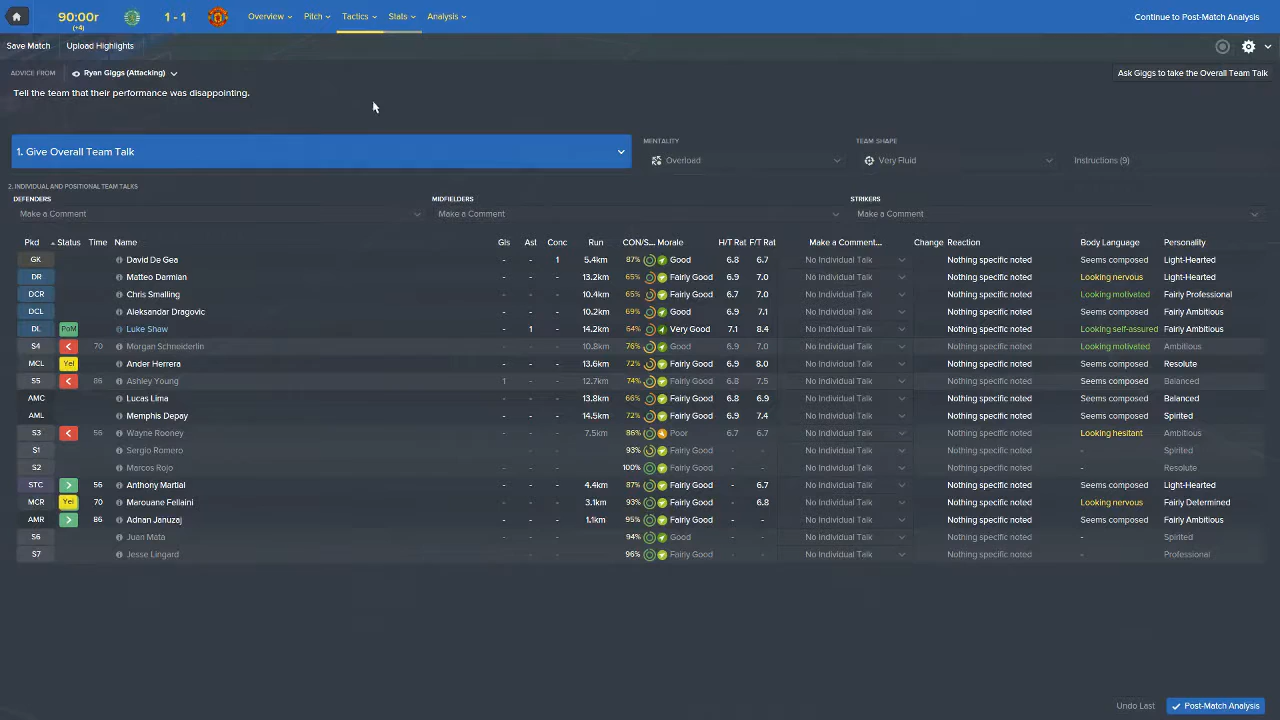 90:00r 1 - 1 Overview Pitch Tactics Stats Analysis Continue to Post-Match Analysis
(+4)
Save Match Upload Highlights
ADVICE FROM Ryan Giggs (Attacking) Ask Giggs to take the Overall Team Talk
Tell the team that their performance was disappointing.
MENTALITY TEAM SHAPE
1. Give Overall Team Talk Overload Very Fluid Instructions (9)
2. INDIVIDUAL AND POSITIONAL TEAM TALKS
DEFENDERS MIDFIELDERS STRIKERS
Make a Comment Make a Comment Make a Comment
Pkd Status Time Name Gls Ast Conc Run CON/S... Morale H/T Rat F/T Rat Make a Comment... Change Reaction Body Language Personality
GK David De Gea - - 1 5.4km 87% Good 6.8 6.7 No Individual Talk Nothing specific noted Seems composed Light-Hearted
DR Matteo Darmian - - - 13.2km 65% Fairly Good 6.9 7.0 No Individual Talk Nothing specific noted Looking nervous Light-Hearted
DCR Chris Smalling - - - 10.4km 65% Fairly Good 6.7 7.0 No Individual Talk Nothing specific noted Looking motivated Fairly Professional
DCL Aleksandar Dragovic - - - 10.2km 69% Good 6.9 7.1 No Individual Talk Nothing specific noted Seems composed Fairly Ambitious
DL PoM Luke Shaw - 1 - 14.2km 64% Very Good 7.1 8.4 No Individual Talk Nothing specific noted Looking self-assured Fairly Ambitious
S4 70 Morgan Schneiderlin - - - 10.8km 76% Good 6.9 7.0 No Individual Talk Nothing specific noted Looking motivated Ambitious
MCL Yel Ander Herrera - - - 13.6km 72% Fairly Good 6.9 8.0 No Individual Talk Nothing specific noted Seems composed Resolute
S5 86 Ashley Young 1 - - 12.7km 74% Fairly Good 6.8 7.5 No Individual Talk Nothing specific noted Seems composed Balanced
AMC Lucas Lima - - - 13.8km 66% Fairly Good 6.8 6.9 No Individual Talk Nothing specific noted Seems composed Balanced
AML Memphis Depay - - - 14.5km 72% Fairly Good 6.9 7.4 No Individual Talk Nothing specific noted Seems composed Spirited
S3 56 Wayne Rooney - - - 7.5km 86% Poor 6.7 6.7 No Individual Talk Nothing specific noted Looking hesitant Ambitious
S1 Sergio Romero - - - 93% Fairly Good - - No Individual Talk Nothing specific noted - Spirited
S2 Marcos Rojo - - - 100% Fairly Good - - No Individual Talk Nothing specific noted - Resolute
STC 56 Anthony Martial - - - 4.4km 87% Fairly Good - 6.7 No Individual Talk Nothing specific noted Seems composed Light-Hearted
MCR Yel 70 Marouane Fellaini - - - 3.1km 93% Fairly Good - 6.8 No Individual Talk Nothing specific noted Looking nervous Fairly Determined
AMR 86 Adnan Januzaj - - - 1.1km 95% Fairly Good - - No Individual Talk Nothing specific noted Seems composed Fairly Ambitious
S6 Juan Mata - - - 94% Good - - No Individual Talk Nothing specific noted - Spirited
S7 Jesse Lingard - - - 96% Fairly Good - - No Individual Talk Nothing specific noted - Professional
Undo Last Post-Match Analysis